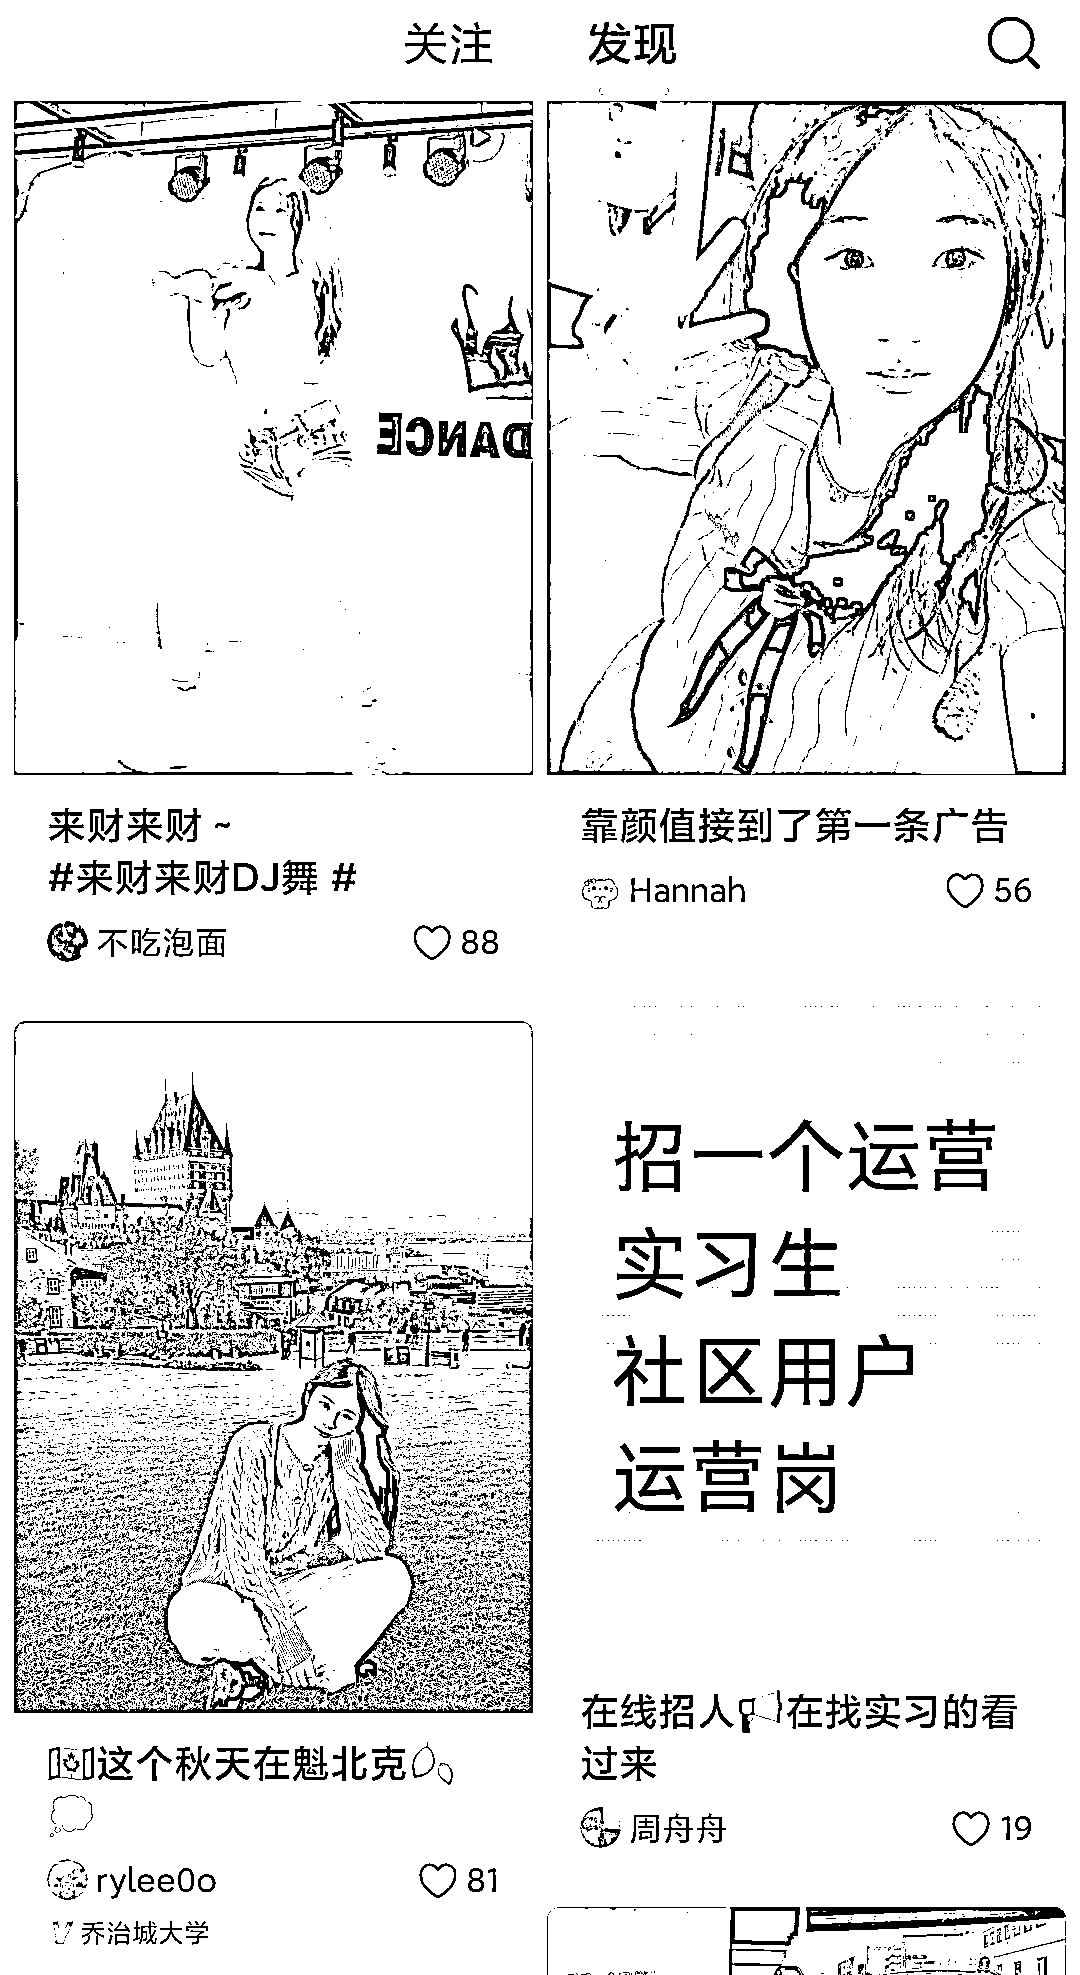 关注 发现
DANCE
来财来财 ~
#来财来财DJ舞 #
不吃泡面 88
靠颜值接到了第一条广告
Hannah 56
招一个运营
实习生
社区用户
运营岗
🇨🇦这个秋天在魁北克🍂
💭
rylee0o 81
乔治城大学
在线招人📢在找实习的看
过来
周舟舟 19